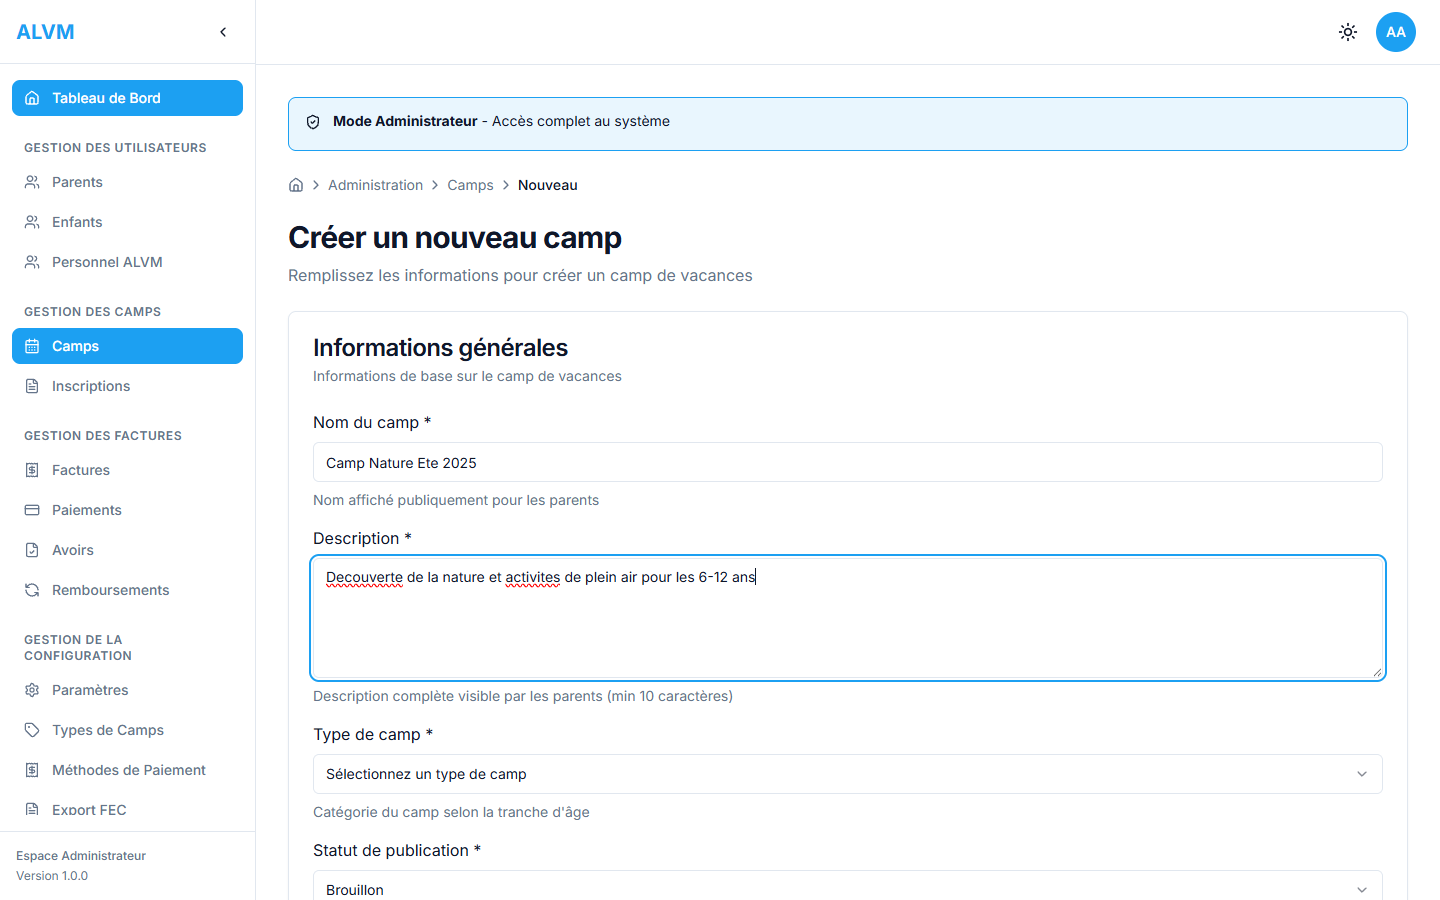 ALVM
AA
Tableau de Bord
GESTION DES UTILISATEURS
Parents
Enfants
Personnel ALVM
GESTION DES CAMPS
Camps
Inscriptions
GESTION DES FACTURES
Factures
Paiements
Avoirs
Remboursements
GESTION DE LA
CONFIGURATION
Paramètres
Types de Camps
Méthodes de Paiement
Export FEC
Espace Administrateur
Version 1.0.0
Mode Administrateur - Accès complet au système
Administration > Camps > Nouveau
Créer un nouveau camp
Remplissez les informations pour créer un camp de vacances
Informations générales
Informations de base sur le camp de vacances
Nom du camp *
Camp Nature Ete 2025
Nom affiché publiquement pour les parents
Description *
Decouverte de la nature et activites de plein air pour les 6-12 ans
Description complète visible par les parents (min 10 caractères)
Type de camp *
Sélectionnez un type de camp
Catégorie du camp selon la tranche d'âge
Statut de publication *
Brouillon